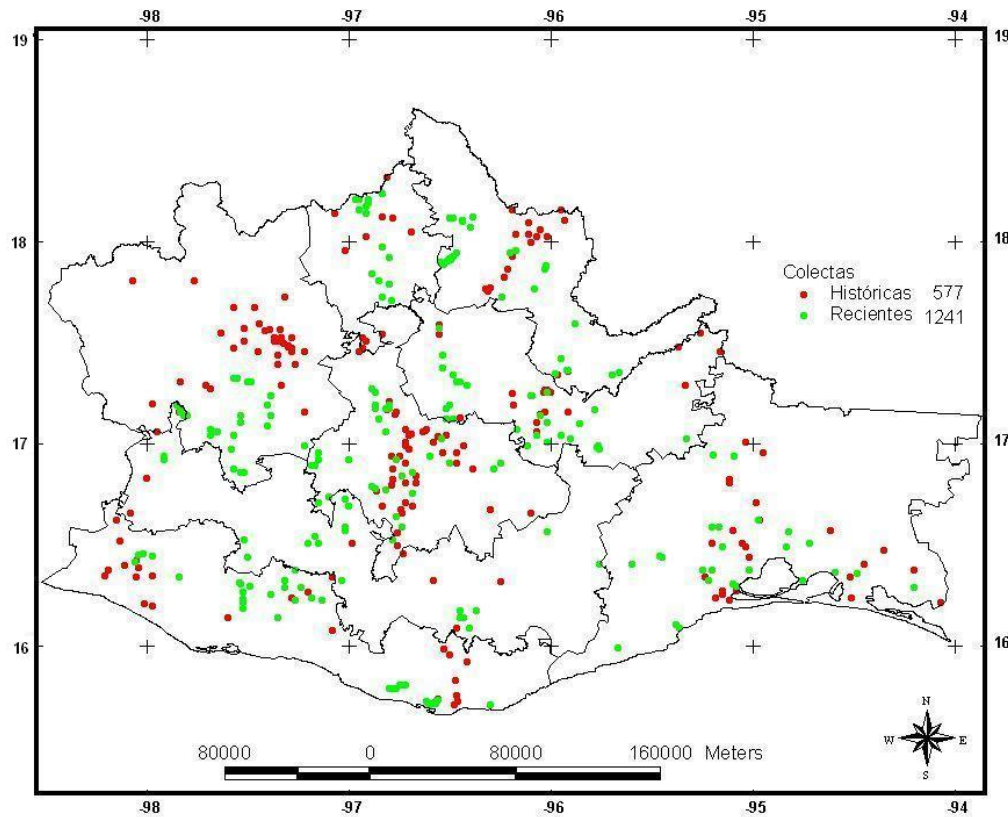 -98 -97 -96 -95 -94
19 19
18 18
17 17
16 16
Colectas
Históricas 577
Recientes 1241
N
W E
S
80000 0 80000 160000 Meters
-98 -97 -96 -95 -94